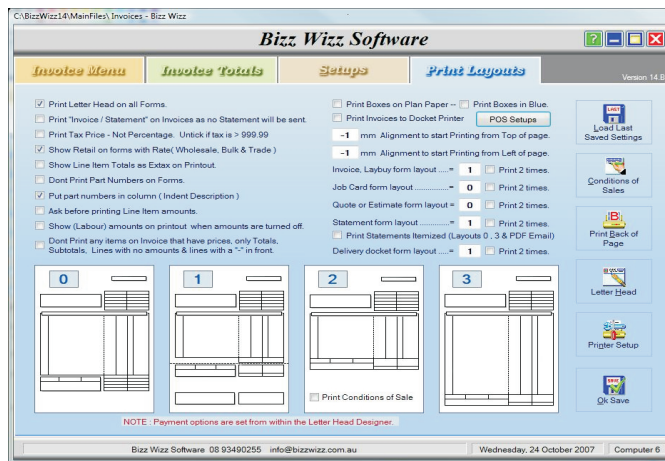 C:\BizzWizz14\MainFiles\ Invoices - Bizz Wizz
Bizz Wizz Software
Invoice Menu
Invoice Totals
Setups
Print Layouts
Version 14.B
Print Letter Head on all Forms.
Print "Invoice / Statement" on Invoices as no Statement will be sent.
Print Tax Price - Not Percentage. Untick if tax is > 999.99
Show Retail on forms with Rate( Wholesale, Bulk & Trade )
Show Line Item Totals as Extax on Printout.
Dont Print Part Numbers on Forms.
Put part numbers in column ( Indent Description )
Ask before printing Line Item amounts.
Show (Labour) amounts on printout when amounts are turned off.
Dont Print any items on Invoice that have prices, only Totals,
Subtotals, Lines with no amounts & lines with a "-" in front.
Print Boxes on Plan Paper -- Print Boxes in Blue.
Print Invoices to Docket Printer POS Setups
-1 mm Alignment to start Printing from Top of page.
-1 mm Alignment to start Printing from Left of page.
Invoice, Laybuy form layout .....= 1 Print 2 times.
Job Card form layout ...............= 0 Print 2 times.
Quote or Estimate form layout ..= 0 Print 2 times.
Statement form layout ..............= 1 Print 2 times.
Print Statements Itemized (Layouts 0 , 3 & PDF Email)
Delivery docket form layout .....= 1 Print 2 times.
Load Last
Saved Settings
Conditions of
Sales
Print Back of
Page
Letter Head
Printer Setup
Ok Save
0
1
2
3
Print Conditions of Sale
NOTE : Payment options are set from within the Letter Head Designer.
Bizz Wizz Software 08 93490255 info@bizzwizz.com.au
Wednesday, 24 October 2007
Computer 6